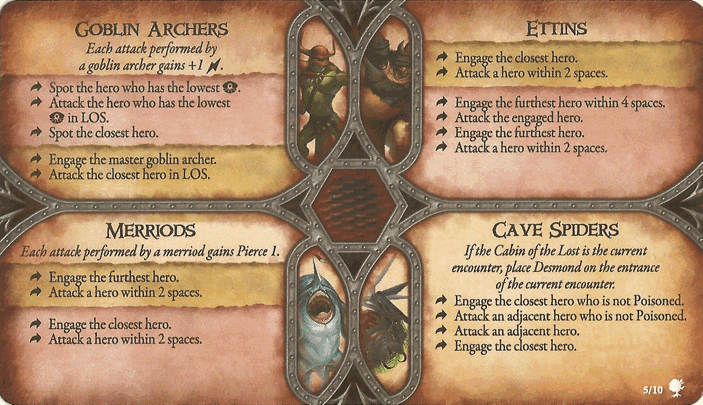 GOBLIN ARCHERS
Each attack performed by
a goblin archer gains +1 .
Spot the hero who has the lowest .
Attack the hero who has the lowest
in LOS.
Spot the closest hero.
Engage the master goblin archer.
Attack the closest hero in LOS.
ETTINS
Engage the closest hero.
Attack a hero within 2 spaces.
Engage the furthest hero within 4 spaces.
Attack the engaged hero.
Engage the furthest hero.
Attack a hero within 2 spaces.
MERRIODS
Each attack performed by a merriod gains Pierce 1.
Engage the furthest hero.
Attack a hero within 2 spaces.
Engage the closest hero.
Attack a hero within 2 spaces.
CAVE SPIDERS
If the Cabin of the Lost is the current
encounter, place Desmond on the entrance
of the current encounter.
Engage the closest hero who is not Poisoned.
Attack an adjacent hero who is not Poisoned.
Attack an adjacent hero.
Engage the closest hero.
5/10